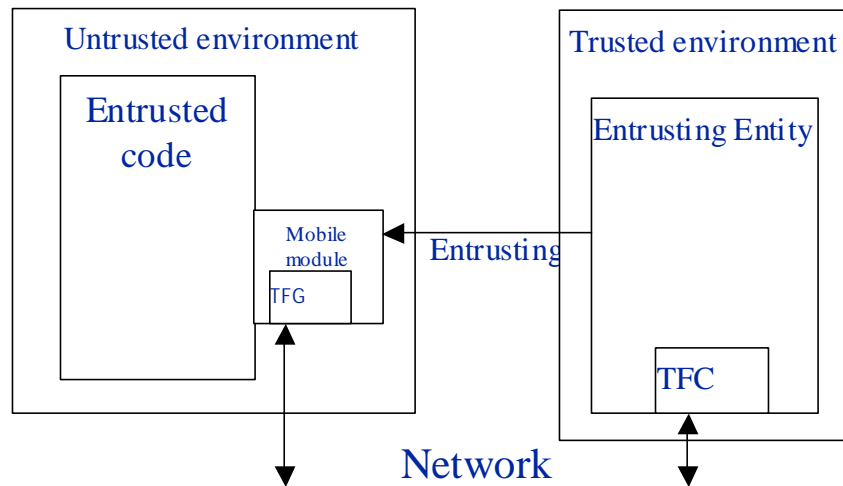 Untrusted environment
Entrusted
code
Mobile
module
TFG
Entrusting
Trusted environment
Entrusting Entity
TFC
Network